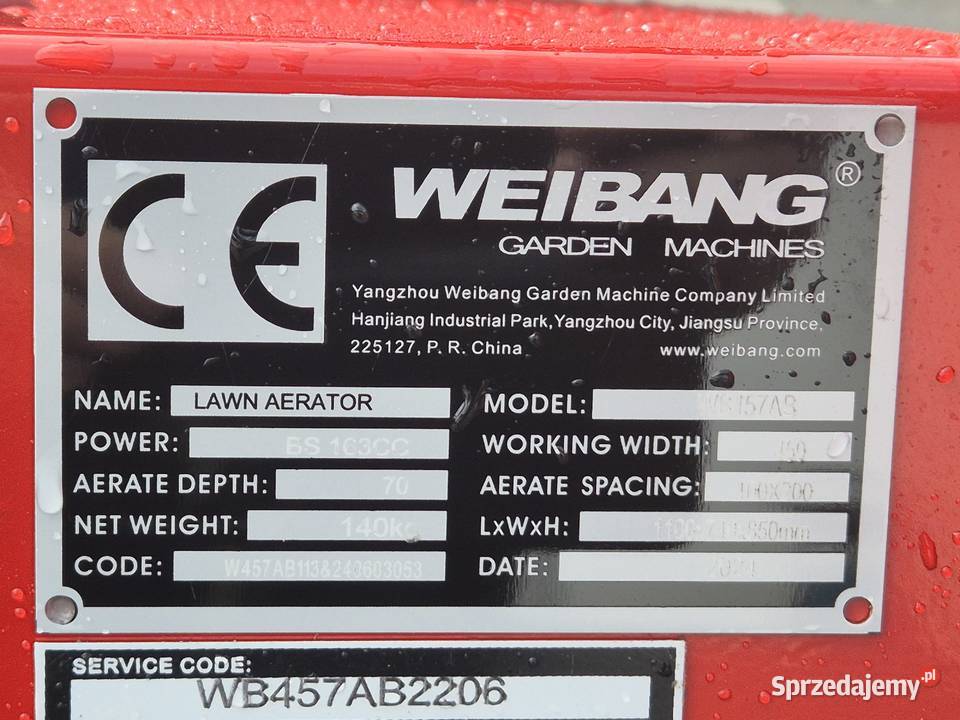 CE
WEIBANG®
GARDEN MACHINES
Yangzhou Weibang Garden Machine Company Limited
Hanjiang Industrial Park,Yangzhou City, Jiangsu Province,
225127, P. R. China www.weibang.com
NAME: LAWN AERATOR MODEL:
POWER: BS 163CC WORKING WIDTH:
AERATE DEPTH: 70 AERATE SPACING:
NET WEIGHT: 140kg LxWxH:
CODE: DATE:
SERVICE CODE:
WB457AB2206
Sprzedajemy.pl